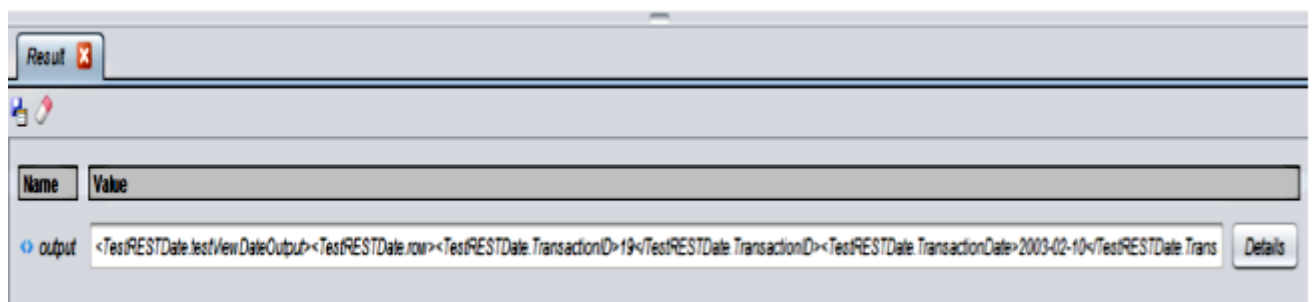 Result
Name Value
output <TestRESTDate.testViewDateOutput><TestRESTDate.row><TestRESTDate.TransactionID>19</TestRESTDate.TransactionID><TestRESTDate.TransactionDate>2003-02-10</TestRESTDate.Trans Details